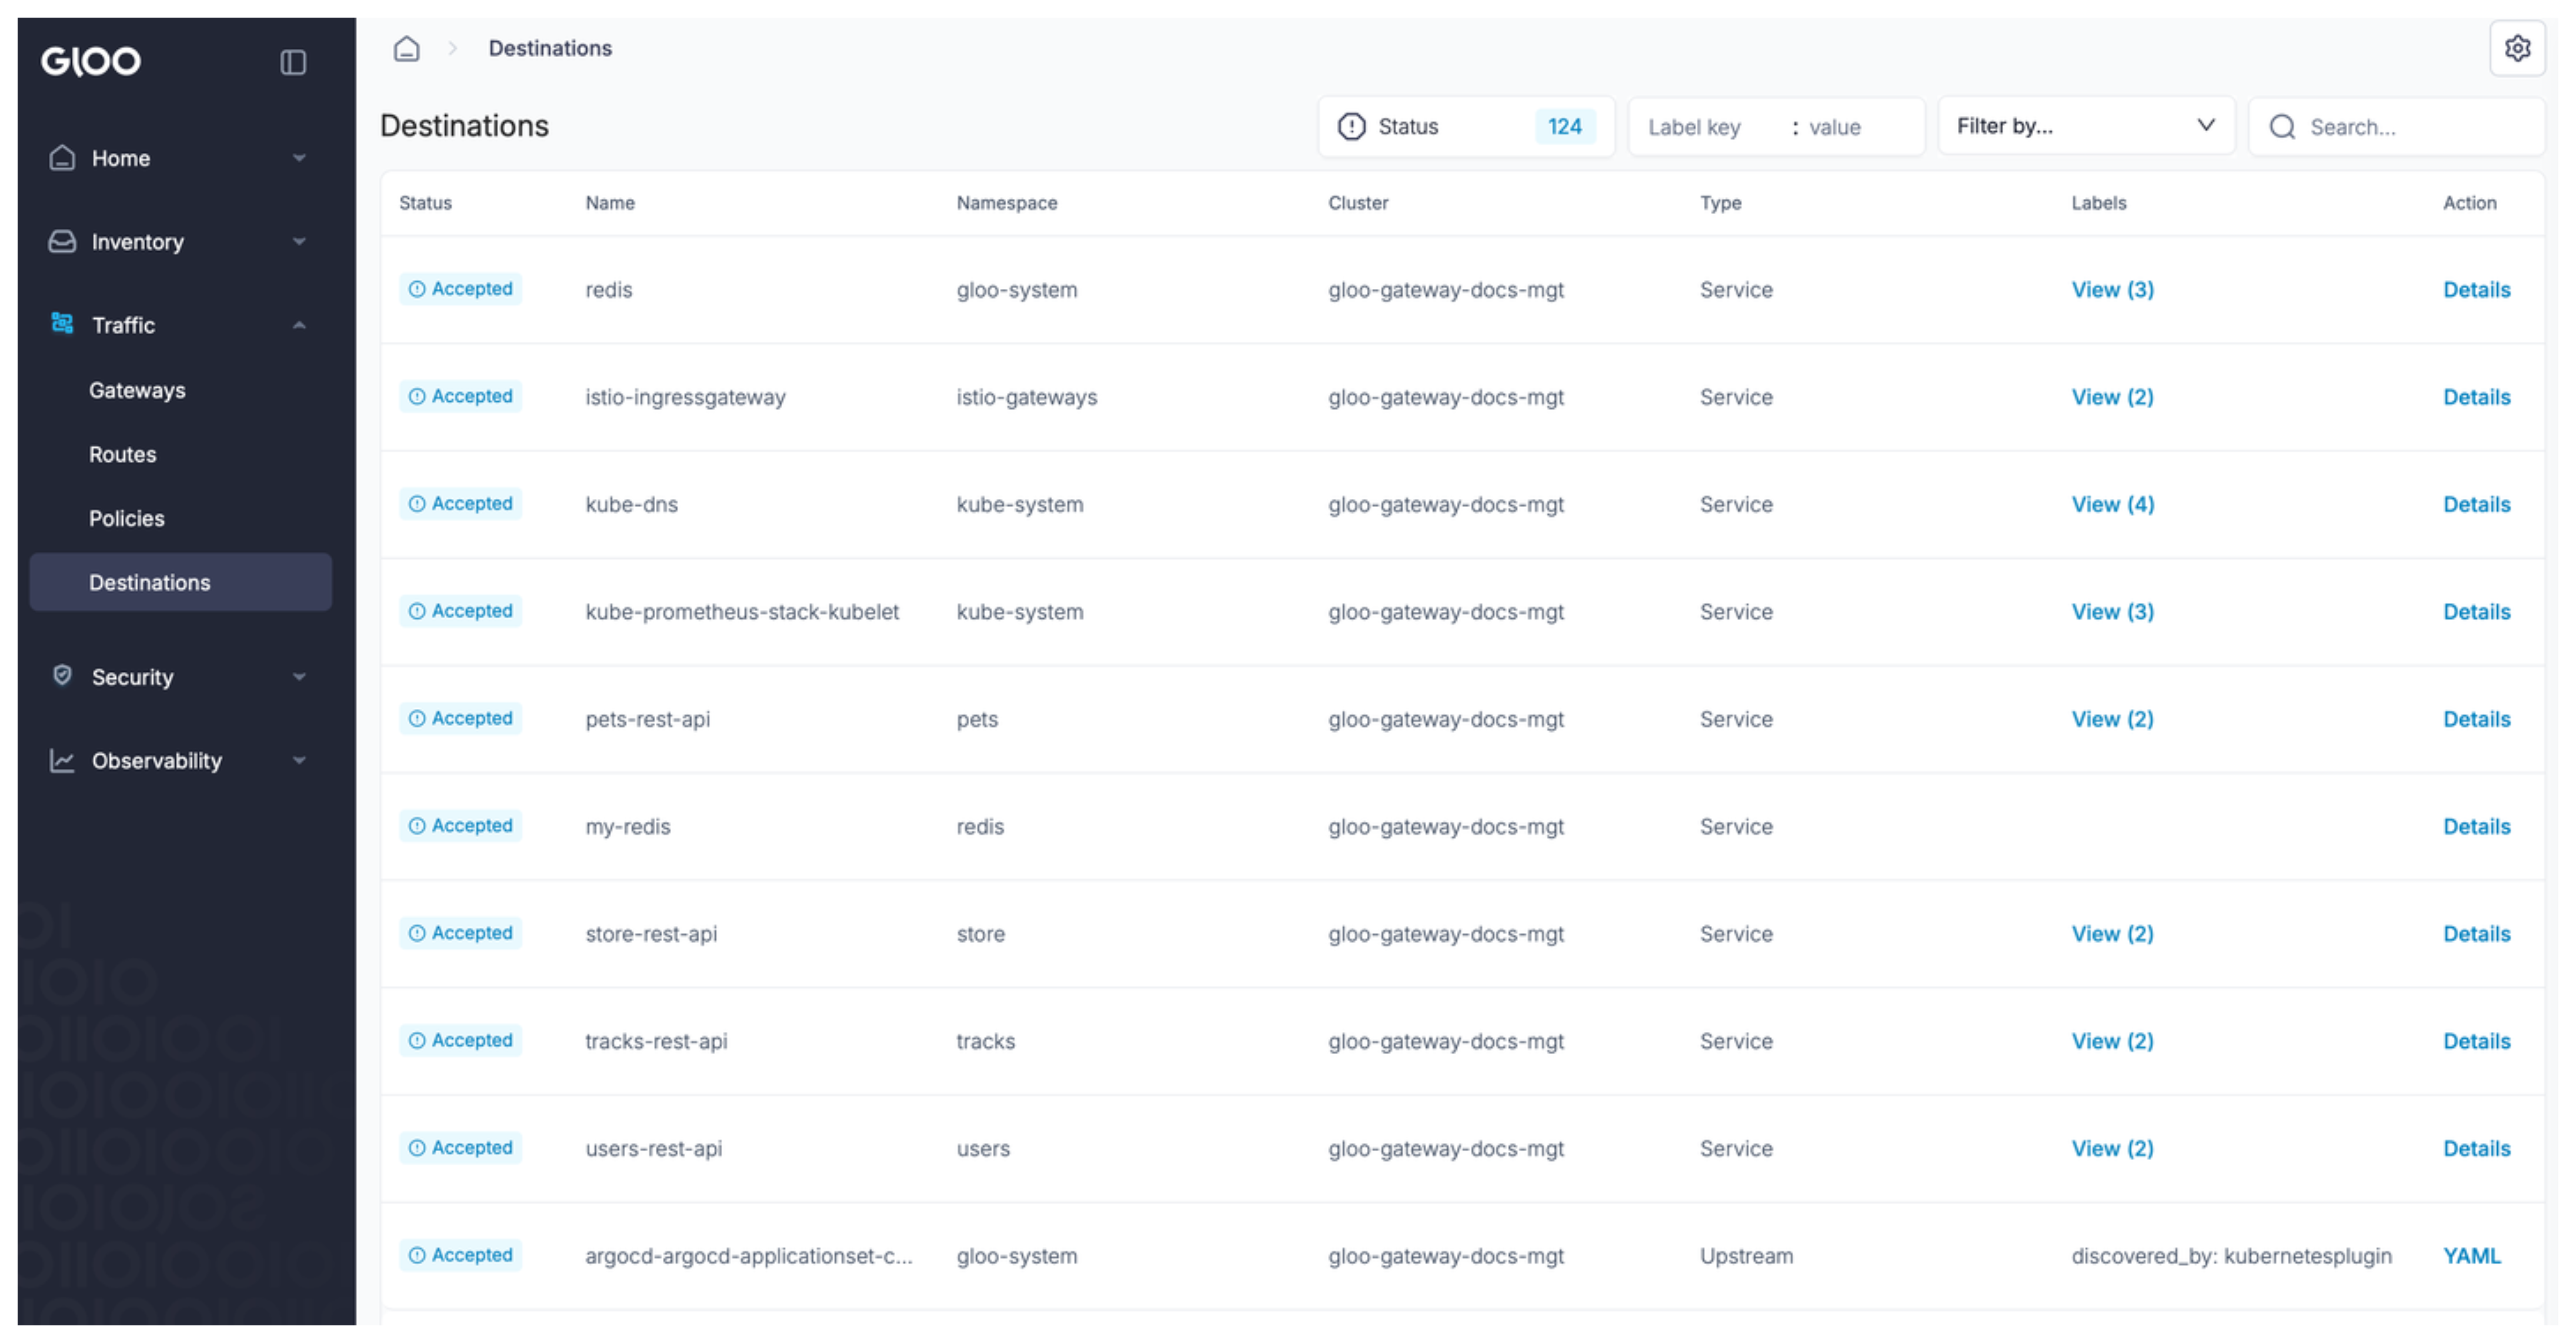 GLOO
Home
Inventory
Traffic
Gateways
Routes
Policies
Destinations
Security
Observability
Destinations
Destinations
Status 124 Label key : value Filter by... Search...
Status Name Namespace Cluster Type Labels Action
Accepted redis gloo-system gloo-gateway-docs-mgt Service View (3) Details
Accepted istio-ingressgateway istio-gateways gloo-gateway-docs-mgt Service View (2) Details
Accepted kube-dns kube-system gloo-gateway-docs-mgt Service View (4) Details
Accepted kube-prometheus-stack-kubelet kube-system gloo-gateway-docs-mgt Service View (3) Details
Accepted pets-rest-api pets gloo-gateway-docs-mgt Service View (2) Details
Accepted my-redis redis gloo-gateway-docs-mgt Service Details
Accepted store-rest-api store gloo-gateway-docs-mgt Service View (2) Details
Accepted tracks-rest-api tracks gloo-gateway-docs-mgt Service View (2) Details
Accepted users-rest-api users gloo-gateway-docs-mgt Service View (2) Details
Accepted argocd-argocd-applicationset-c... gloo-system gloo-gateway-docs-mgt Upstream discovered_by: kubernetesplugin YAML